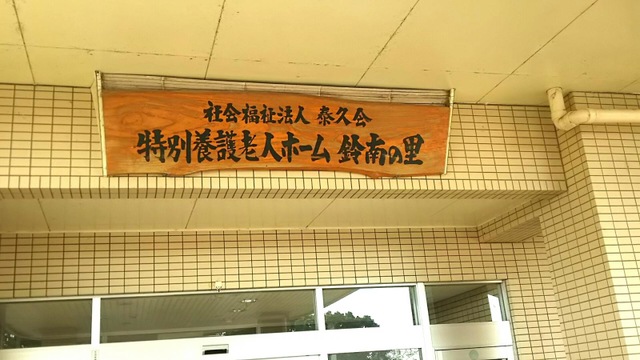 社会福祉法人 泰久会
特別養護老人ホーム 鈴南の里